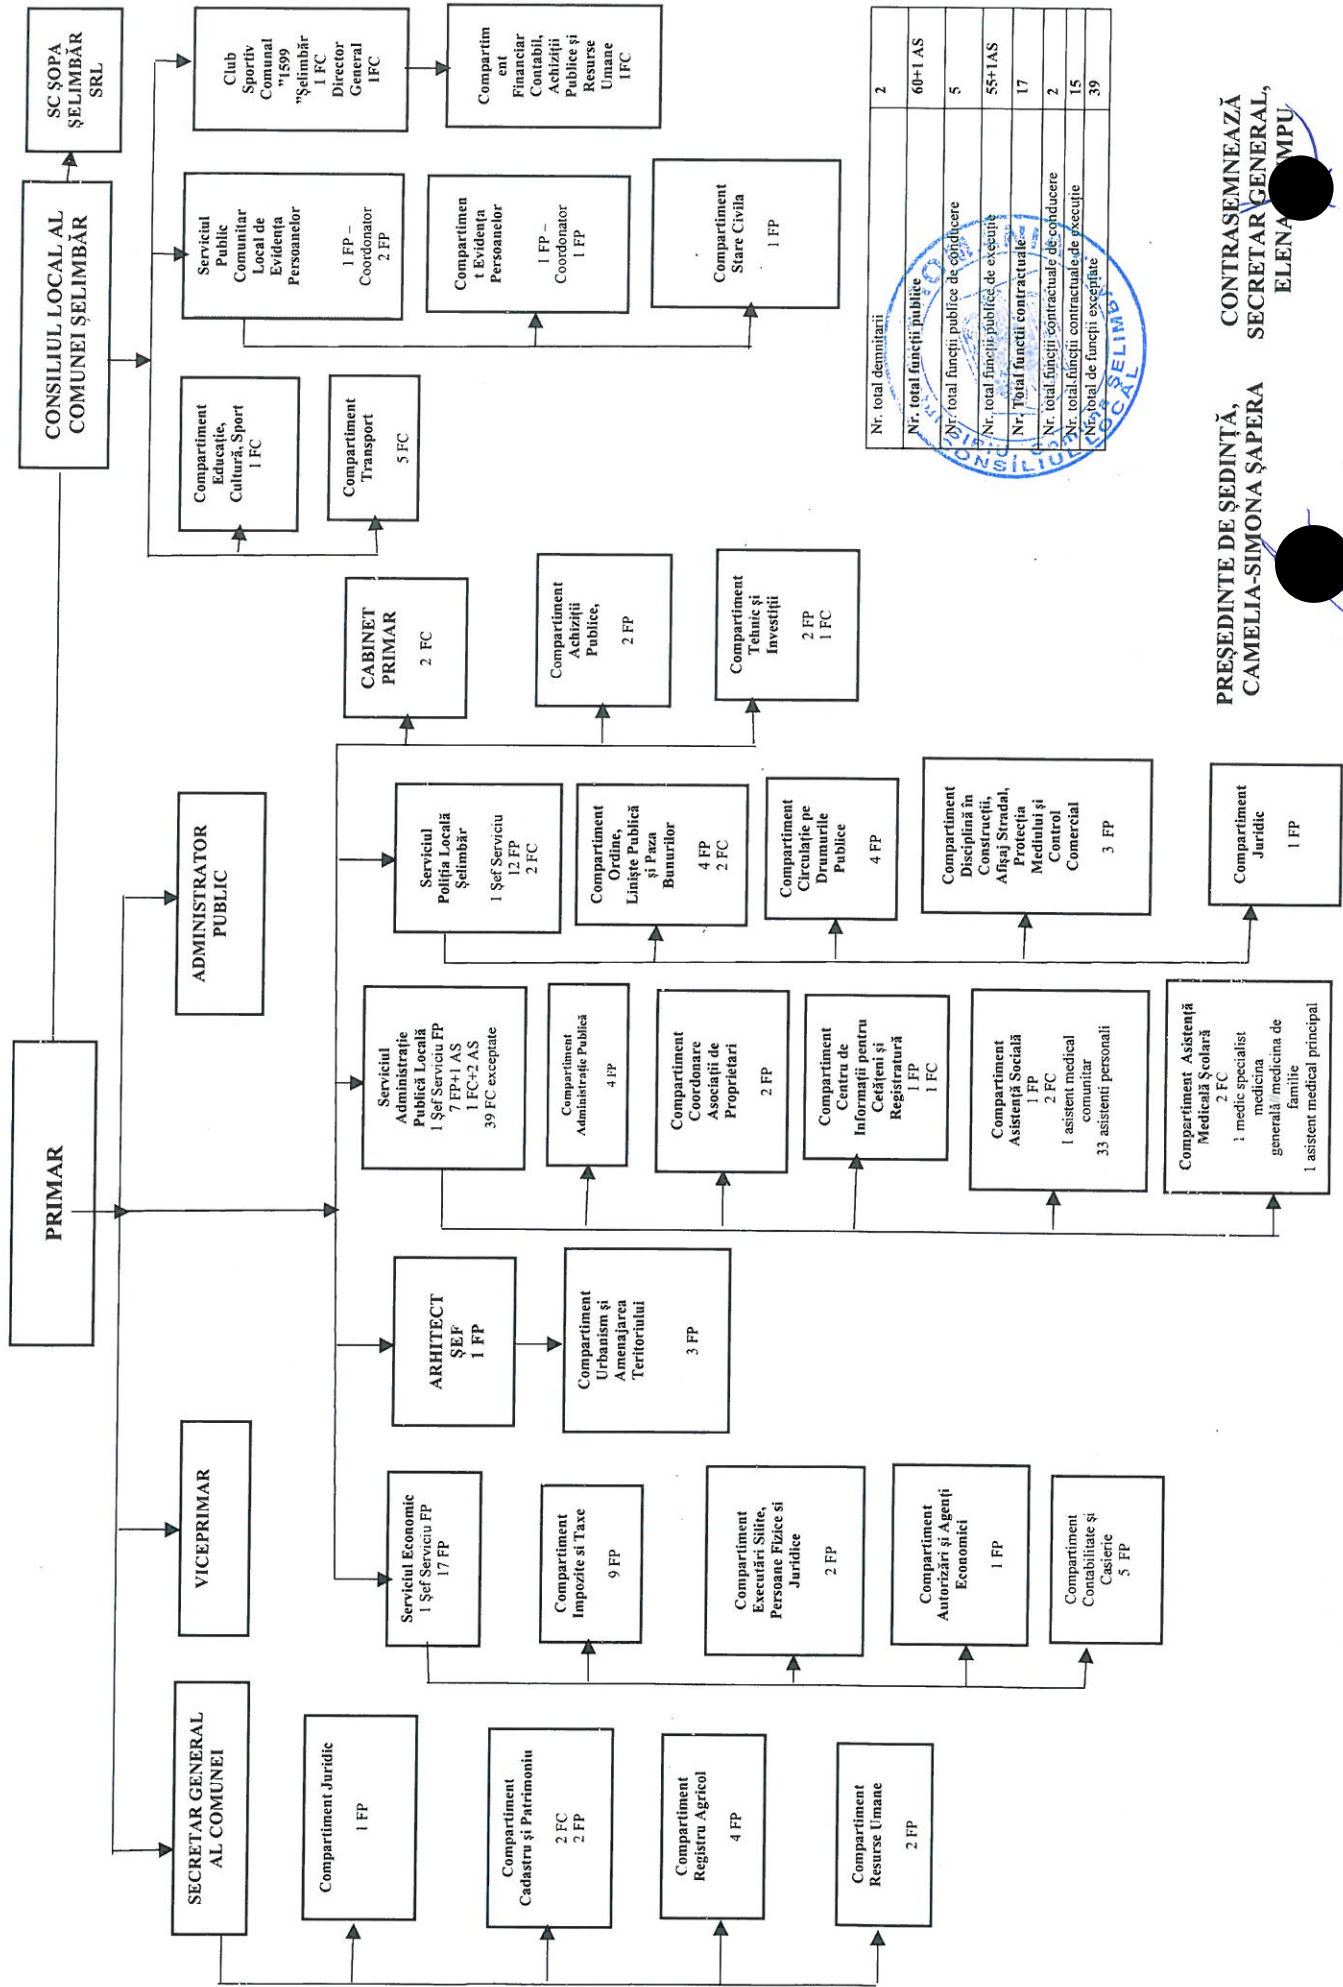 PRIMAR
CONSILIUL LOCAL AL
COMUNEI ȘELIMBĂR
SC ȘOPA
ȘELIMBĂR
SRL
SECRETAR GENERAL
AL COMUNEI
VICEPRIMAR
ADMINISTRATOR
PUBLIC
Compartiment Juridic
1 FP
Compartiment
Cadastru și Patrimoniu
2 FC
2 FP
Compartiment
Registru Agricol
4 FP
Compartiment
Resurse Umane
2 FP
Serviciul Economic
1 Șef Serviciu FP
17 FP
Compartiment
Impozite si Taxe
9 FP
Compartiment
Executări Silite,
Persoane Fizice si
Juridice
2 FP
Compartiment
Autorizări și Agenți
Economici
1 FP
Compartiment
Contabilitate și
Casierie
5 FP
ARHITECT
ȘEF
1 FP
Compartiment
Urbanism și
Amenajarea
Teritoriului
3 FP
Serviciul
Administrație
Publică Locală
1 Șef Serviciu FP
7 FP+1 AS
1 FC+2 AS
39 FC exceptate
Compartiment
Administrație Publică
4 FP
Compartiment
Coordonare
Asociații de
Proprietari
2 FP
Compartiment
Centru de
Informații pentru
Cetățeni și
Registratură
1 FP
1 FC
Compartiment
Asistență Socială
1 FP
2 FC
1 asistent medical
comunitar
33 asistenti personali
Compartiment Asistență
Medicală Școlară
2 FC
1 medic specialist
medicina
generală//medicina de
familie
1 asistent medical principal
Serviciul
Poliția Locală
Șelimbăr
1 Șef Serviciu
12 FP
2 FC
Compartiment
Ordine,
Liniște Publică
și Paza
Bunurilor
4 FP
2 FC
Compartiment
Circulație pe
Drumurile
Publice
4 FP
Compartiment
Disciplină în
Construcții,
Afișaj Stradal,
Protecția
Mediului și
Control
Comercial
3 FP
Compartiment
Juridic
1 FP
CABINET
PRIMAR
2 FC
Compartiment
Achiziții
Publice,
2 FP
Compartiment
Tehnic și
Investiții
2 FP
1 FC
Compartiment
Educație,
Cultură, Sport
1 FC
Compartiment
Transport
5 FC
Serviciul
Public
Comunitar
Local de
Evidența
Persoanelor
1 FP –
Coordonator
2 FP
Compartimen
t Evidența
Persoanelor
1 FP –
Coordonator
1 FP
Compartiment
Stare Civila
1 FP
Club
Sportiv
Comunal
"1599
"Șelimbăr
1 FC
Director
General
1FC
Compartim
ent
Financiar
Contabil,
Achiziții
Publice și
Resurse
Umane
1FC
Nr. total demnitarii 2
Nr. total funcții publice 60+1 AS
Nr. total funcții publice de conducere 5
Nr. total funcții publice de execuție 55+1AS
Nr. Total functii contractuale 17
Nr. total funcții contractuale de conducere 2
Nr. total funcții contractuale de execuție 15
Nr. total de funcții exceptate 39
CONSILIUL LOCAL
PREȘEDINTE DE ȘEDINȚĂ,
CAMELIA-SIMONA ȘAPERA
CONTRASEMNEAZĂ
SECRETAR GENERAL,
ELENA